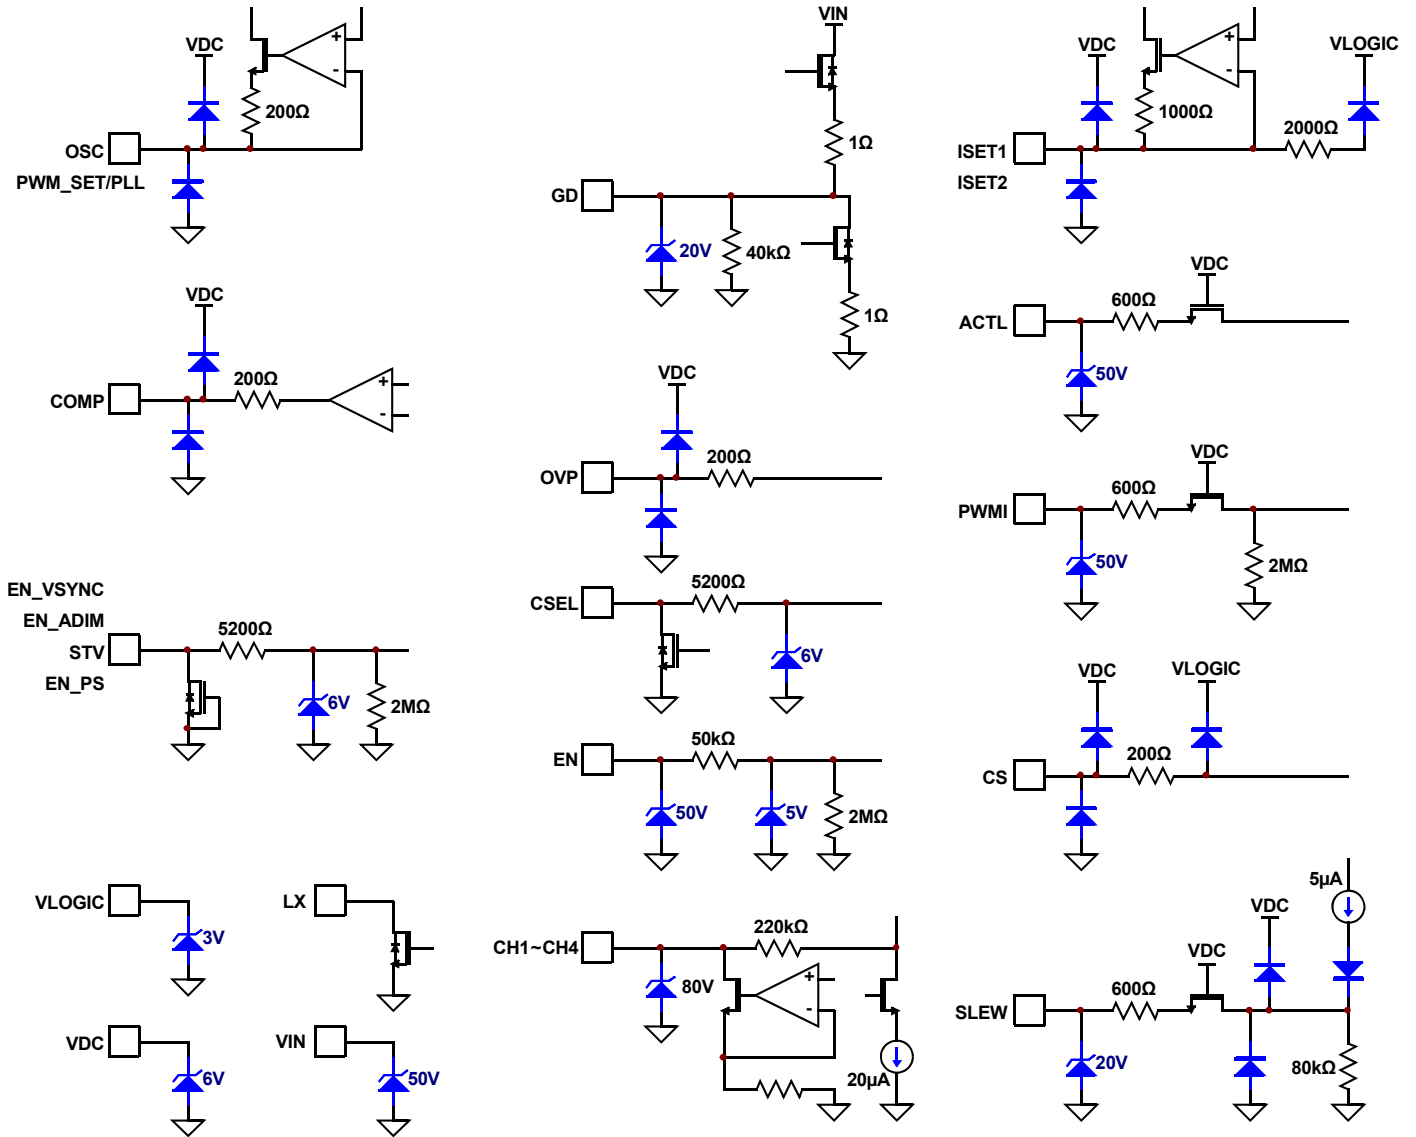 VDC
+
-
200Ω
OSC
PWM_SET/PLL
VDC
200Ω
+
-
COMP
EN_VSYNC
EN_ADIM
STV
EN_PS
5200Ω
6V
2MΩ
VLOGIC
3V
LX
VDC
6V
VIN
50V
VIN
1Ω
GD
20V
40kΩ
1Ω
VDC
200Ω
OVP
5200Ω
CSEL
6V
50kΩ
EN
50V
5V
2MΩ
220kΩ
CH1~CH4
80V
+
-
20µA
VDC
+
-
VLOGIC
1000Ω
2000Ω
ISET1
ISET2
VDC
600Ω
ACTL
50V
VDC
600Ω
PWMI
50V
2MΩ
VDC
VLOGIC
200Ω
CS
5µA
VDC
VDC
600Ω
SLEW
20V
80kΩ